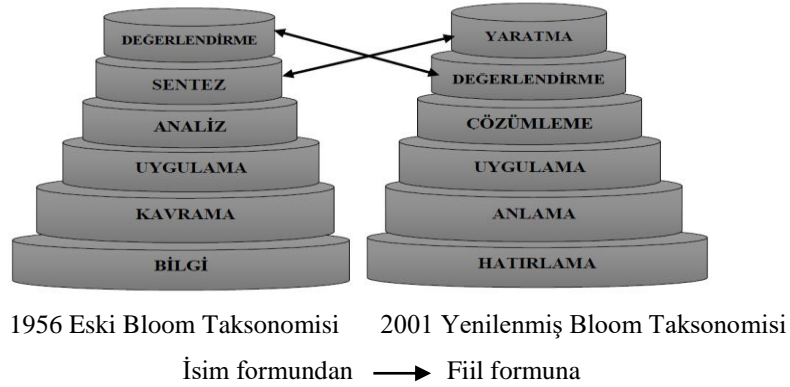 DEĞERLENDİRME
SENTEZ
ANALİZ
UYGULAMA
KAVRAMA
BİLGİ
YARATMA
DEĞERLENDİRME
ÇÖZÜMLEME
UYGULAMA
ANLAMA
HATIRLAMA
1956 Eski Bloom Taksonomisi
2001 Yenilenmiş Bloom Taksonomisi
İsim formundan → Fiil formuna